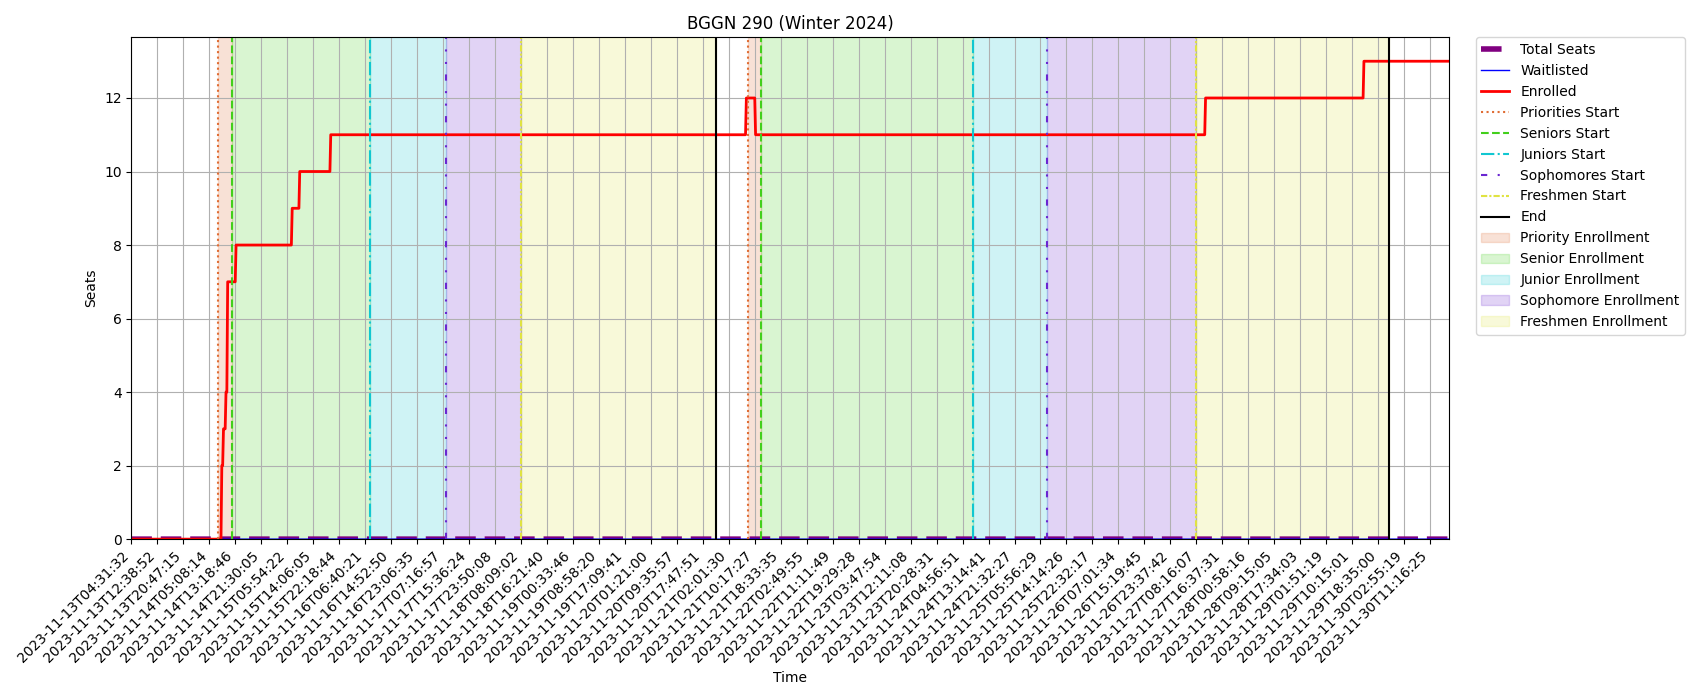 BGGN 290 (Winter 2024)
Seats
12
10
8
6
4
2
0
2023-11-13T04:31:32
2023-11-13T12:38:52
2023-11-13T20:47:15
2023-11-14T05:08:14
2023-11-14T13:18:46
2023-11-14T21:30:05
2023-11-15T05:54:22
2023-11-15T14:06:05
2023-11-15T22:18:44
2023-11-16T06:40:21
2023-11-16T14:52:50
2023-11-16T23:06:35
2023-11-17T07:16:57
2023-11-17T15:36:24
2023-11-17T23:50:08
2023-11-18T08:09:02
2023-11-18T16:21:40
2023-11-19T00:33:46
2023-11-19T08:58:20
2023-11-19T17:09:41
2023-11-20T01:21:00
2023-11-20T09:35:57
2023-11-20T17:47:51
2023-11-21T02:01:30
2023-11-21T10:17:27
2023-11-21T18:33:35
2023-11-22T02:49:55
2023-11-22T11:11:49
2023-11-22T19:29:28
2023-11-23T03:47:54
2023-11-23T12:11:08
2023-11-23T20:28:31
2023-11-24T04:56:51
2023-11-24T13:14:41
2023-11-24T21:32:27
2023-11-25T05:56:29
2023-11-25T14:14:26
2023-11-25T22:32:17
2023-11-26T07:01:34
2023-11-26T15:19:45
2023-11-26T23:37:42
2023-11-27T08:16:07
2023-11-27T16:37:31
2023-11-28T00:58:16
2023-11-28T09:15:05
2023-11-28T17:34:03
2023-11-29T01:51:19
2023-11-29T10:15:01
2023-11-29T18:35:00
2023-11-30T02:55:19
2023-11-30T11:16:25
Time
Total Seats
Waitlisted
Enrolled
Priorities Start
Seniors Start
Juniors Start
Sophomores Start
Freshmen Start
End
Priority Enrollment
Senior Enrollment
Junior Enrollment
Sophomore Enrollment
Freshmen Enrollment